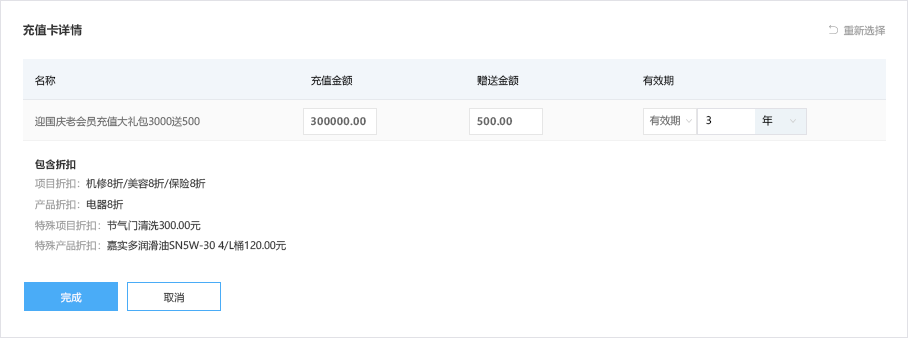 充值卡详情
重新选择
名称 充值金额 赠送金额 有效期
迎国庆老会员充值大礼包3000送500 300000.00 500.00 有效期 3 年
包含折扣
项目折扣：机修8折/美容8折/保险8折
产品折扣：电器8折
特殊项目折扣：节气门清洗300.00元
特殊产品折扣：嘉实多润滑油SN5W-30 4/L桶120.00元
完成 取消